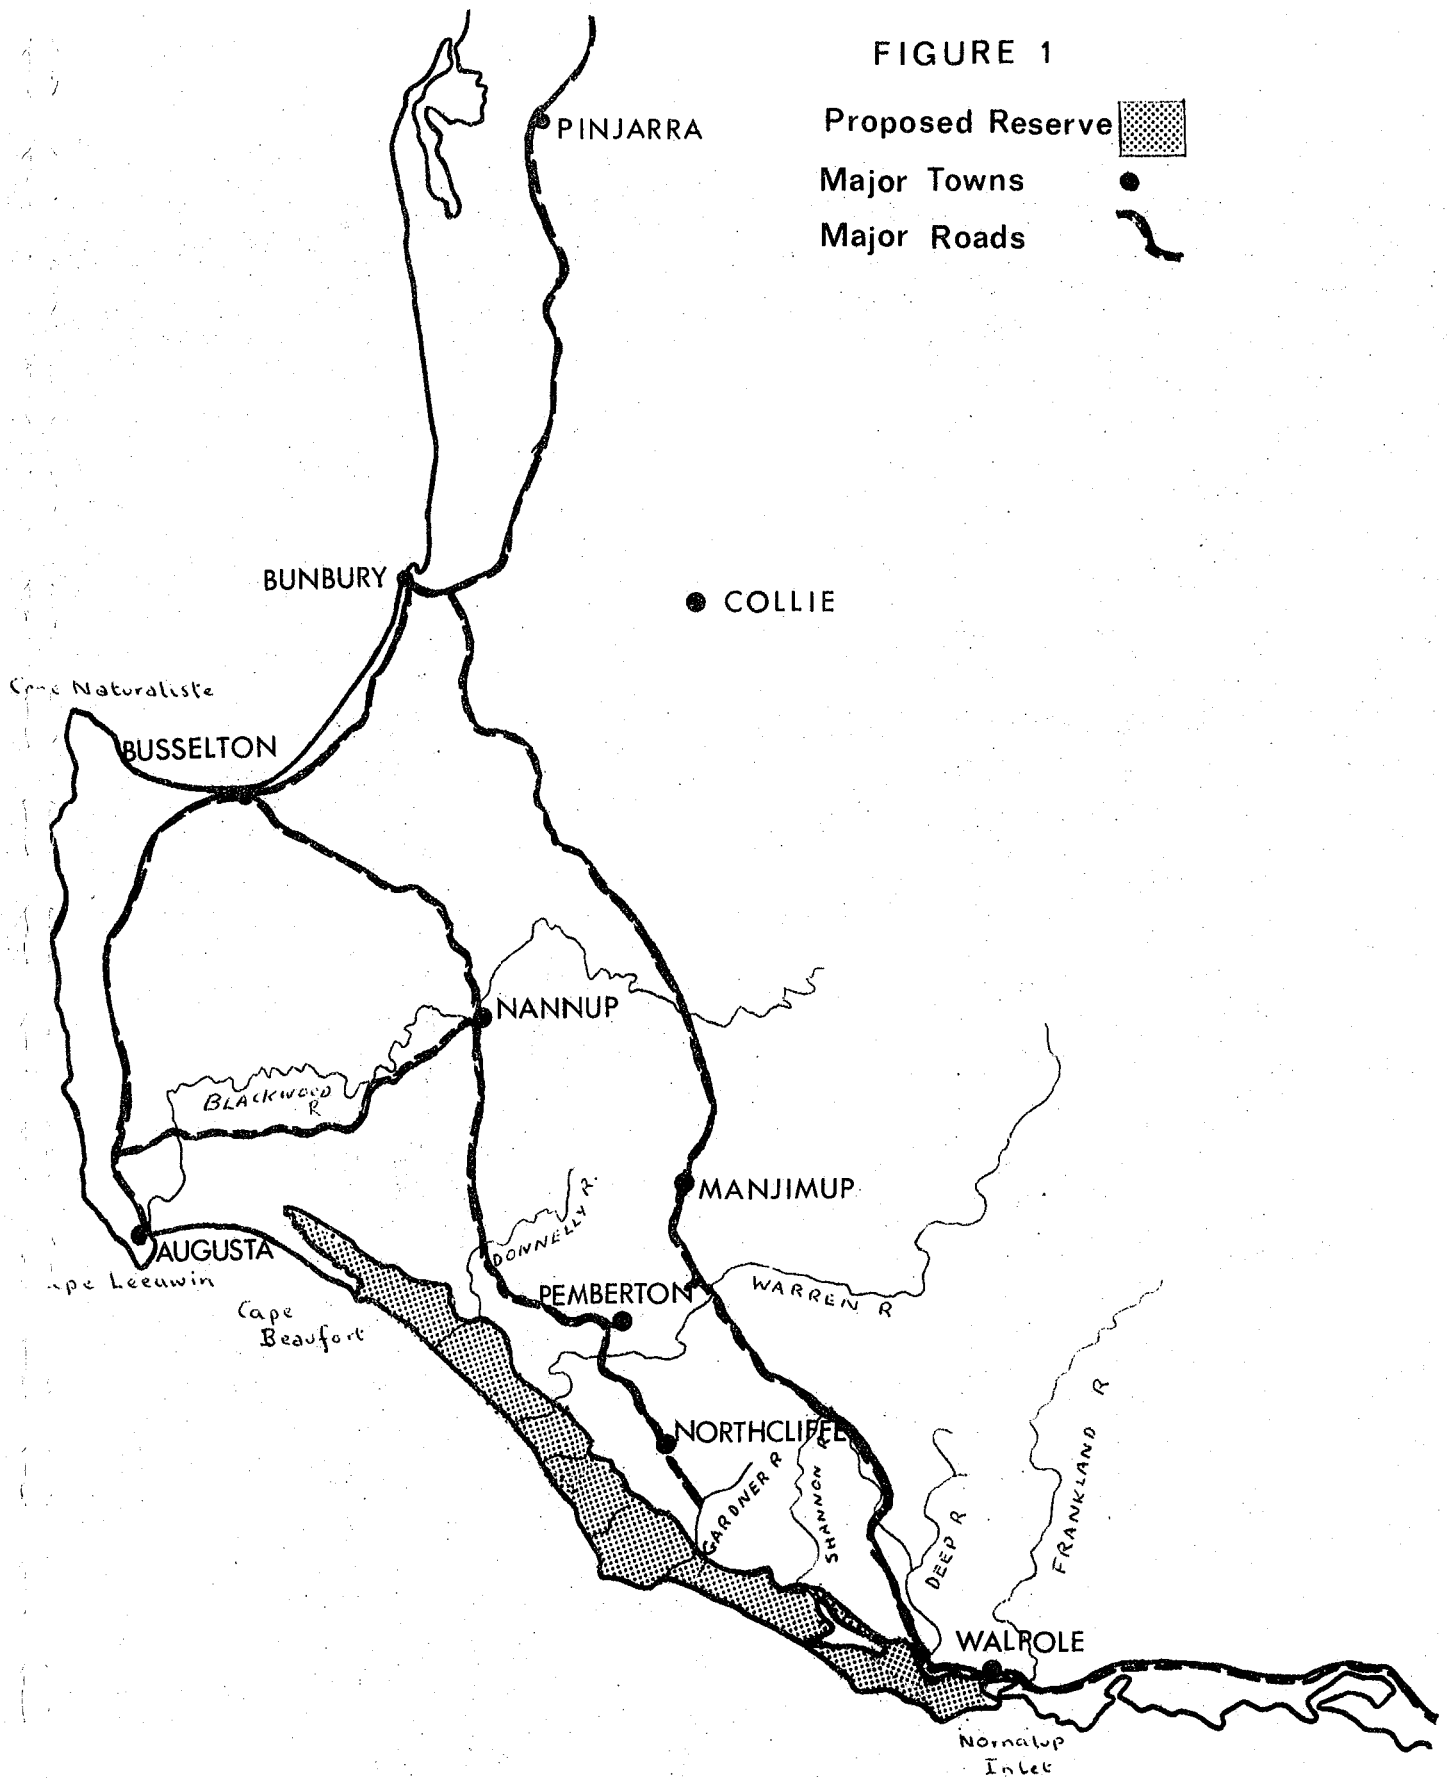 FIGURE 1
Proposed Reserve
Major Towns
Major Roads
PINJARRA
BUNBURY
COLLIE
Cape Naturaliste
BUSSELTON
NANNUP
BLACKWOOD
R
MANJIMUP
DONNELLY R.
AUGUSTA
Cape Leeuwin
PEMBERTON
WARREN R
Cape
Beaufort
NORTHCLIFFE
GARDNER R
SHANNON R
DEEP R
FRANKLAND R
WALPOLE
Nornalup
Inlet